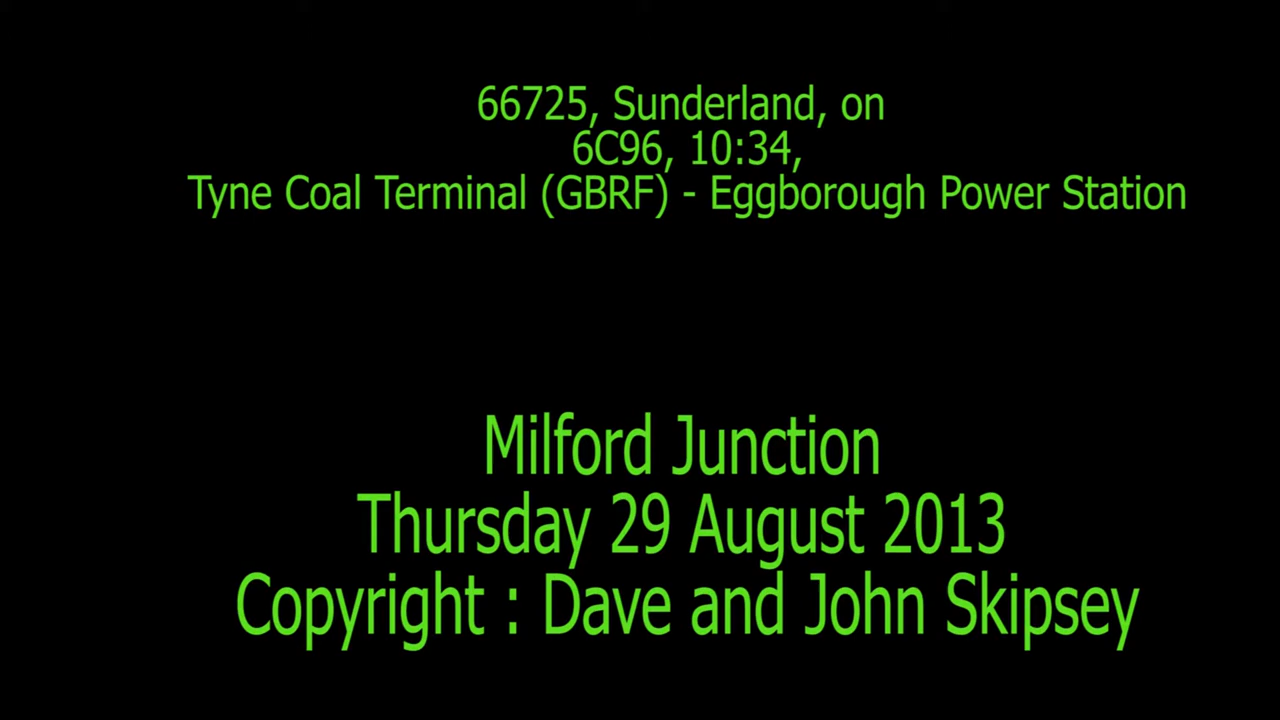 66725, Sunderland, on
6C96, 10:34,
Tyne Coal Terminal (GBRF) - Eggborough Power Station
Milford Junction
Thursday 29 August 2013
Copyright : Dave and John Skipsey